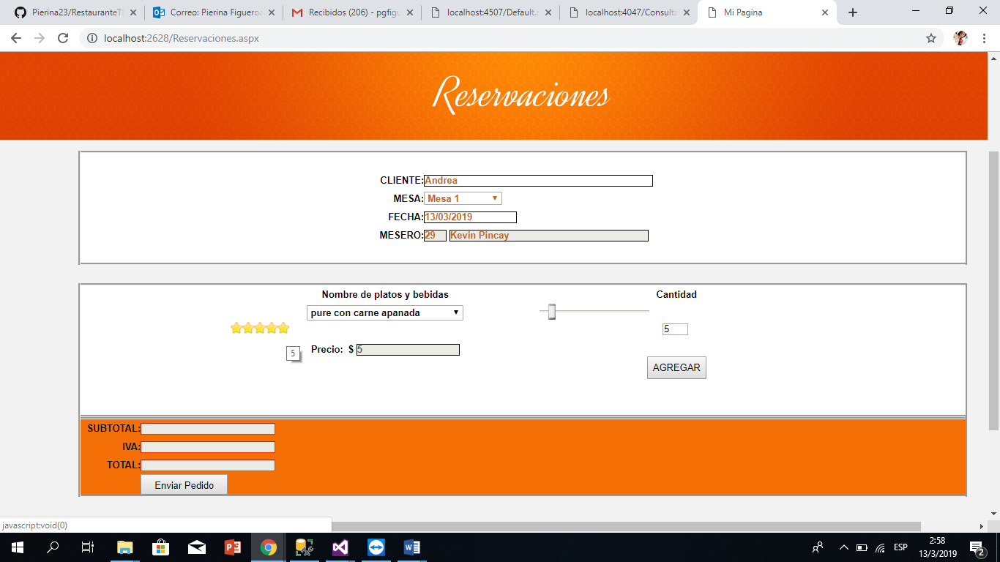 Pierina23/RestauranteTh
Correo: Pierina Figueroa
Recibidos (206) - pgfigu
localhost:4507/Default.a
localhost:4047/Consulta
Mi Pagina
localhost:2628/Reservaciones.aspx
Reservaciones
CLIENTE: Andrea
MESA: Mesa 1
FECHA: 13/03/2019
MESERO: 29 Kevin Pincay
Nombre de platos y bebidas
Cantidad
pure con carne apanada
5
Precio: $ 5
5
AGREGAR
SUBTOTAL:
IVA:
TOTAL:
Enviar Pedido
javascript:void(0)
ESP
2:58
13/3/2019
2